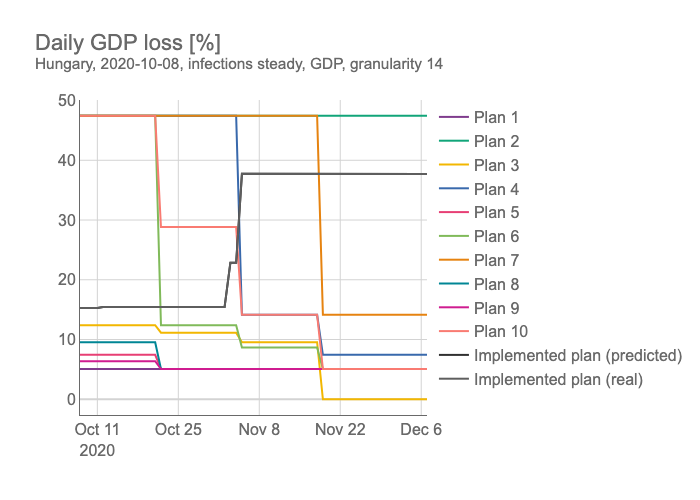 Daily GDP loss [%]
Hungary, 2020-10-08, infections steady, GDP, granularity 14
50
40
30
20
10
0
Oct 11
2020
Oct 25
Nov 8
Nov 22
Dec 6
Plan 1
Plan 2
Plan 3
Plan 4
Plan 5
Plan 6
Plan 7
Plan 8
Plan 9
Plan 10
Implemented plan (predicted)
Implemented plan (real)